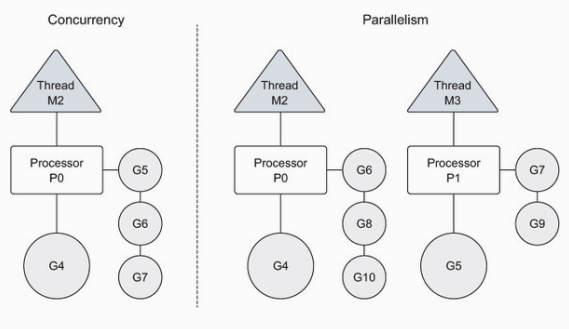 Concurrency
Thread
M2
Processor
P0
G5
G6
G4
G7
Parallelism
Thread
M2
Processor
P0
G6
G8
G4
G10
Thread
M3
Processor
P1
G7
G9
G5